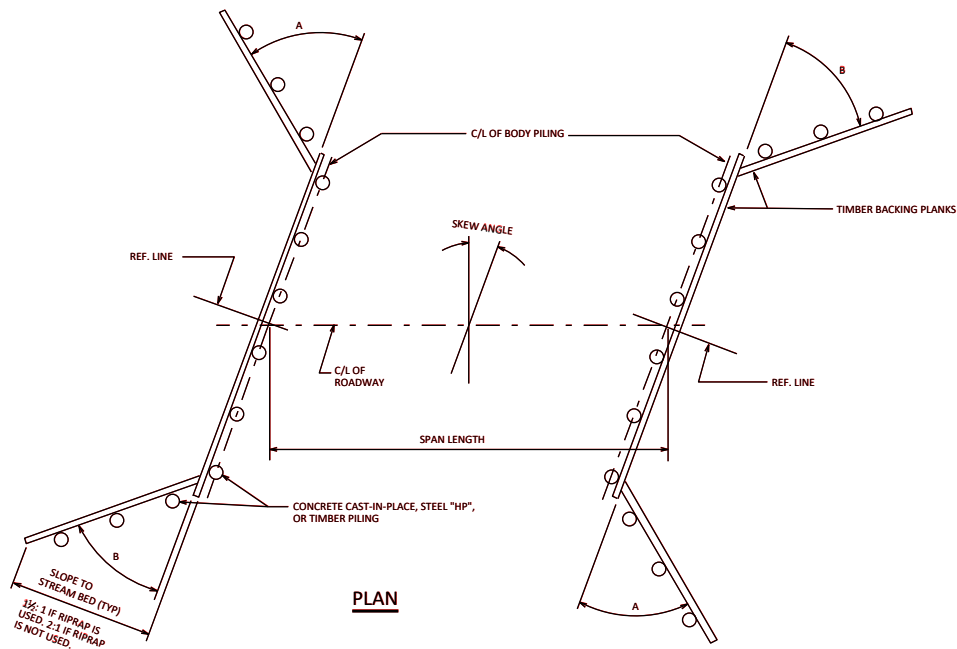 A
B
C/L OF BODY PILING
TIMBER BACKING PLANKS
SKEW ANGLE
REF. LINE
C/L OF
ROADWAY
REF. LINE
SPAN LENGTH
CONCRETE CAST-IN-PLACE, STEEL "HP",
OR TIMBER PILING
B
SLOPE TO
STREAM BED (TYP)
1½: 1 IF RIPRAP IS
USED. 2:1 IF RIPRAP
IS NOT USED.
PLAN
A